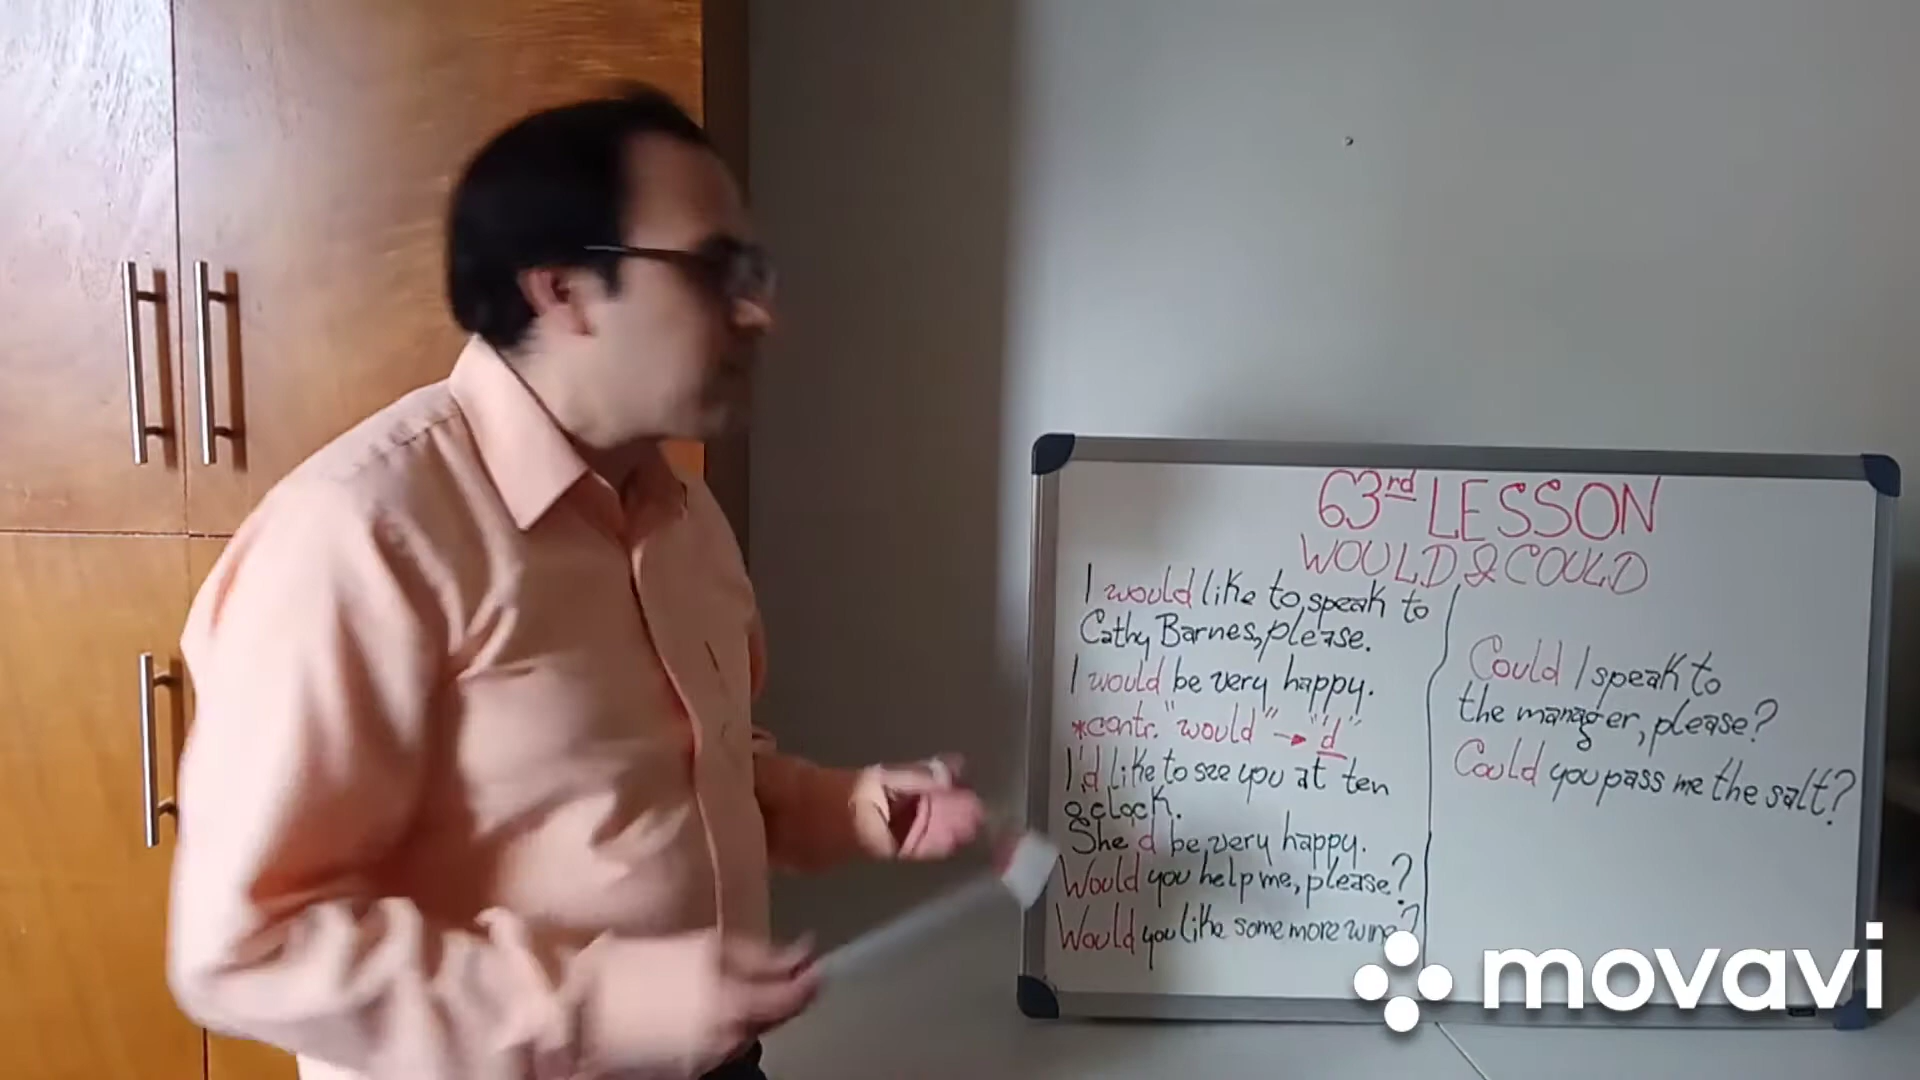 63rd LESSON
WOULD & COULD
I would like to speak to
Cathy Barnes, please.
I would be very happy.
*contr. "would" → "'d"
I'd like to see you at ten
o'clock.
She'd be very happy.
Would you help me, please?
Would you like some more wine?
Could I speak to
the manager, please?
Could you pass me the salt?
movavi